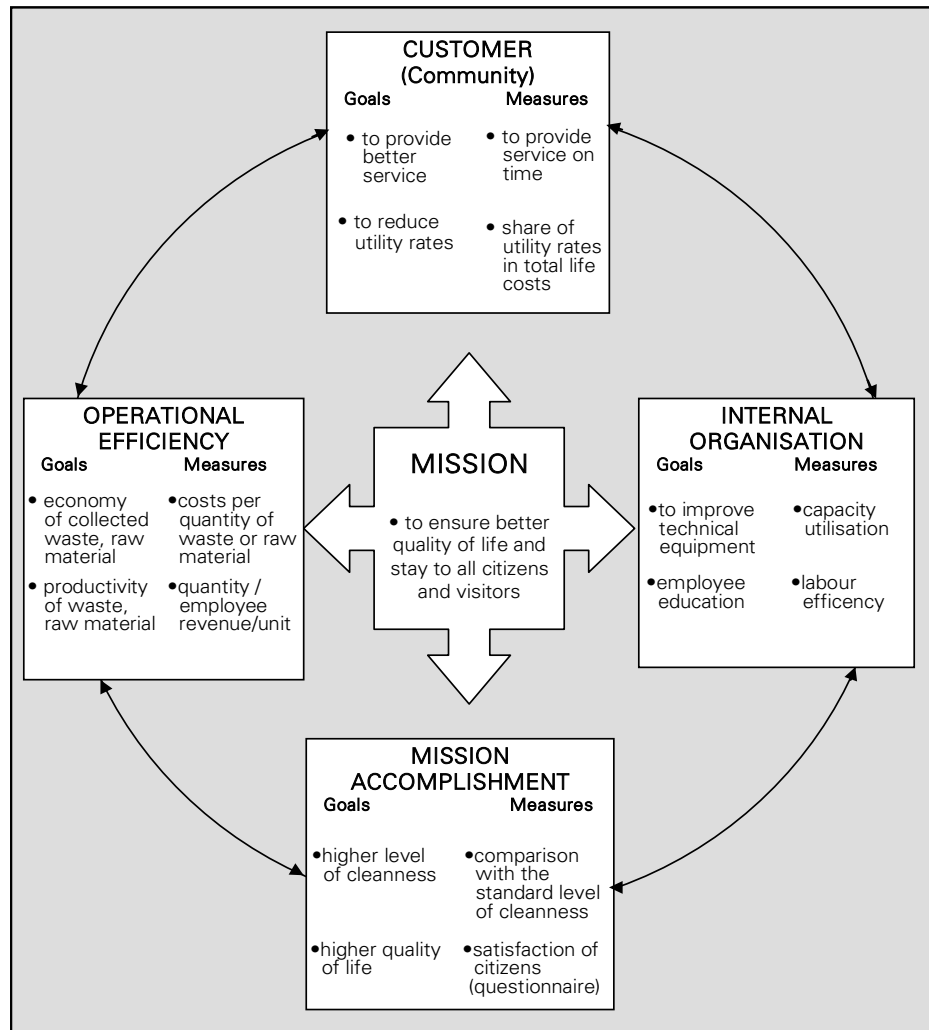 CUSTOMER
(Community)
Goals
Measures
• to provide
better
service
• to provide
service on
time
• to reduce
utility rates
• share of
utility rates
in total life
costs
OPERATIONAL
EFFICIENCY
Goals
Measures
• economy
of collected
waste, raw
material
• costs per
quantity of
waste or raw
material
• productivity
of waste,
raw material
• quantity /
employee
revenue/unit
MISSION
• to ensure better
quality of life and
stay to all citizens
and visitors
INTERNAL
ORGANISATION
Goals
Measures
• to improve
technical
equipment
• capacity
utilisation
• employee
education
• labour
efficency
MISSION
ACCOMPLISHMENT
Goals
Measures
• higher level
of cleanness
• comparison
with the
standard level
of cleanness
• higher quality
of life
• satisfaction of
citizens
(questionnaire)